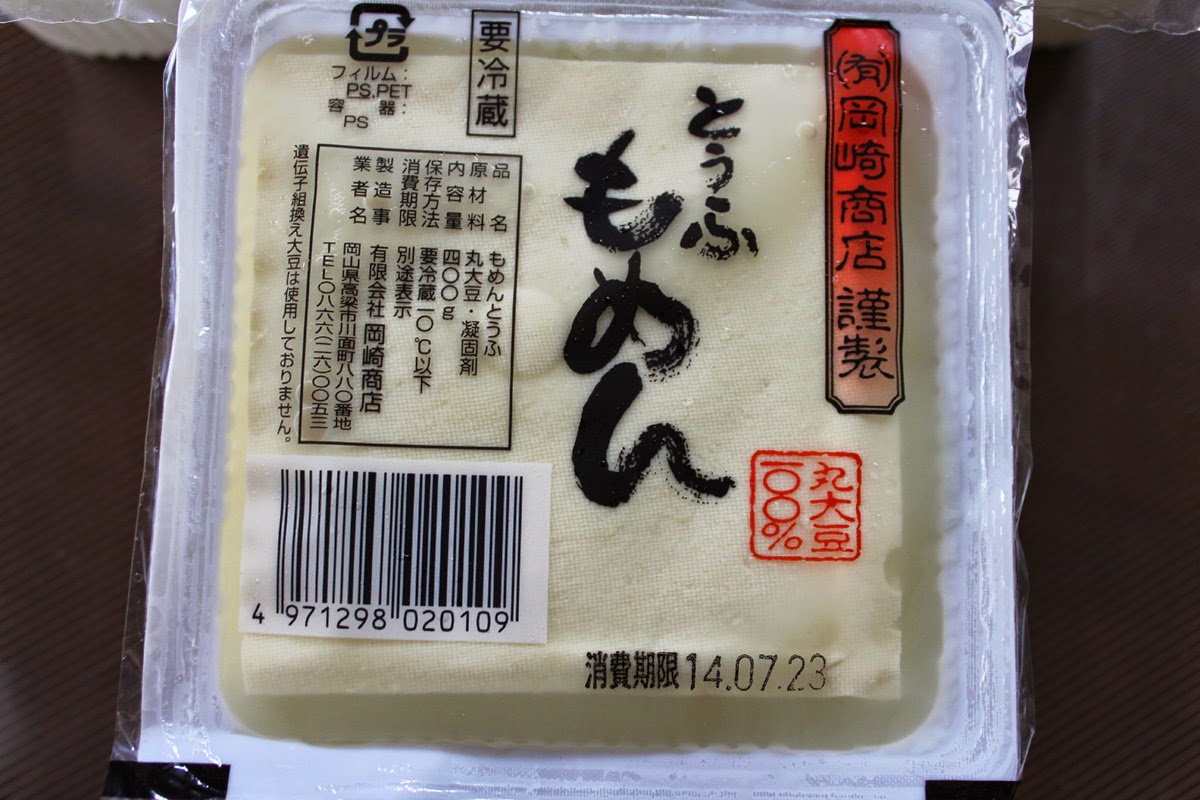 プラ
フィルム：
PS.PET
容器：
PS
要冷蔵
(有)岡崎商店 謹製
とうふ
もめん
丸大豆
一〇〇%
品名 もめんとうふ
原材料 丸大豆・凝固剤
内容量 四〇〇g
保存方法 要冷蔵一〇℃以下
消費期限 別途表示
製造事業者名 有限会社 岡崎商店
岡山県高梁市川面町八八〇番地
TEL〇八六六(二六)〇〇五三
遺伝子組換え大豆は使用しておりません。
4 971298 020109
消費期限 14.07.23